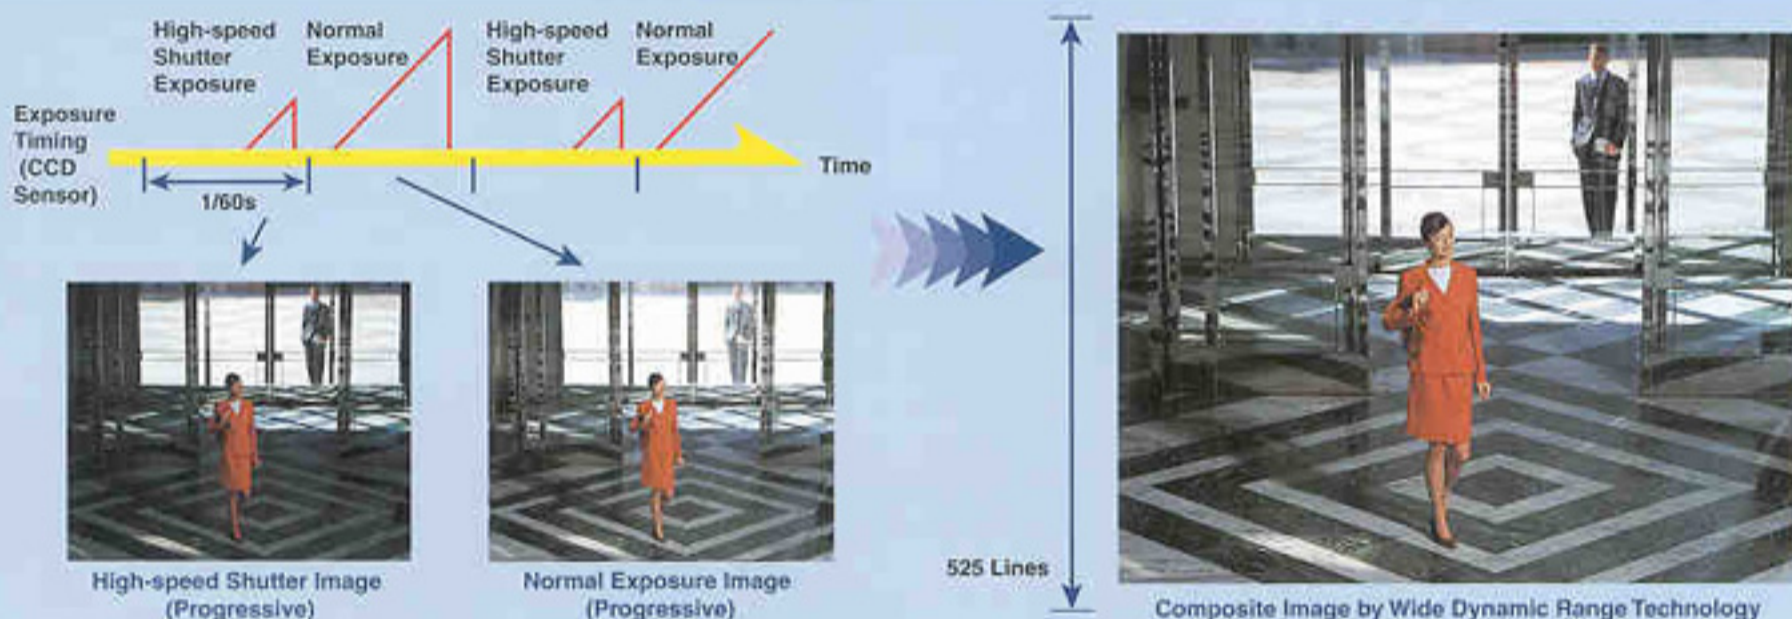 High-speed
Shutter
Exposure
Normal
Exposure
High-speed
Shutter
Exposure
Normal
Exposure
Exposure
Timing
(CCD
Sensor)
Time
1/60s
High-speed Shutter Image
(Progressive)
Normal Exposure Image
(Progressive)
525 Lines
Composite Image by Wide Dynamic Range Technology